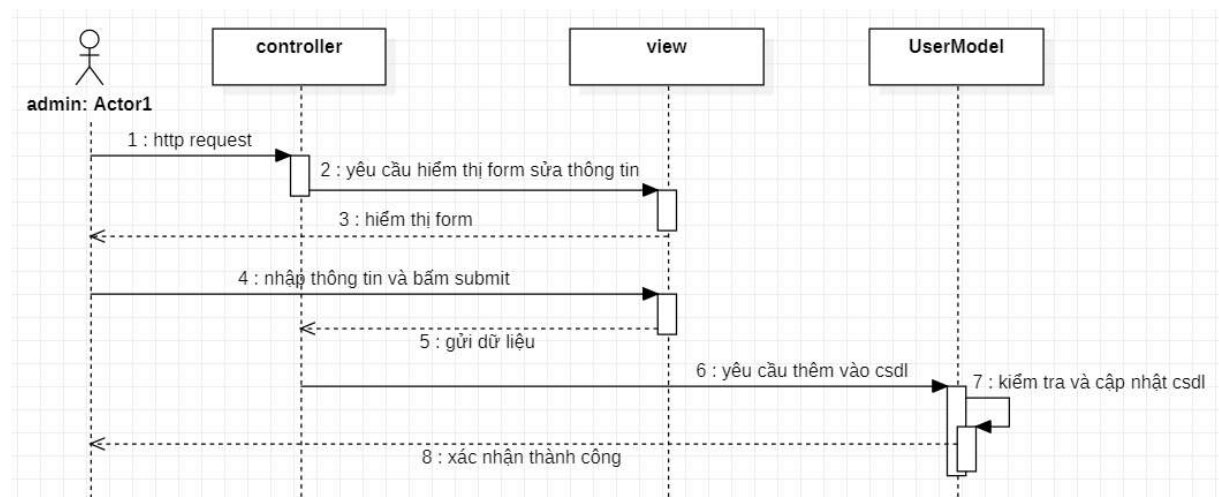 controller
view
UserModel
admin: Actor1
1 : http request
2 : yêu cầu hiểm thị form sửa thông tin
3 : hiểm thị form
4 : nhập thông tin và bấm submit
5 : gửi dữ liệu
6 : yêu cầu thêm vào csdl
7 : kiểm tra và cập nhật csdl
8 : xác nhận thành công